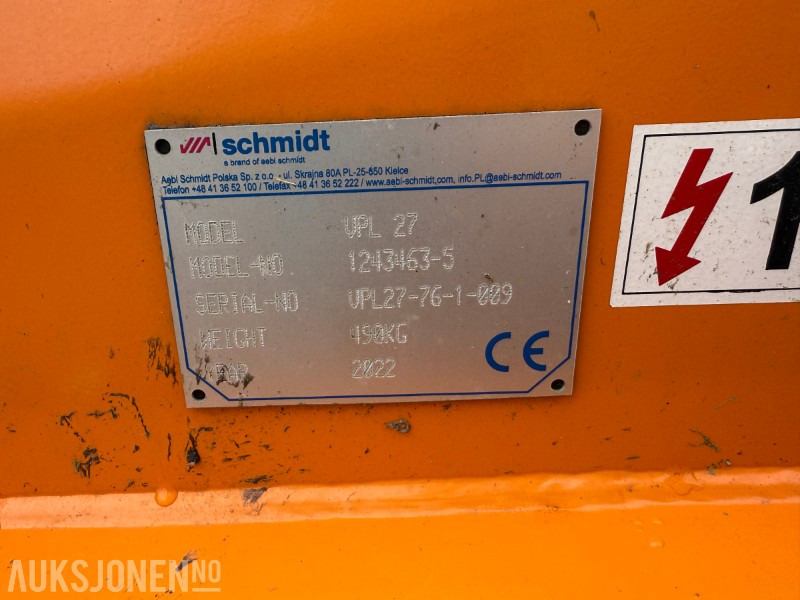 schmidt
a brand of aebi schmidt
Aebi Schmidt Polska Sp. z o.o. - ul. Skrajna 80A PL-25-650 Kielce
Telefon +48 41 36 52 100 / Telefax +48 41 36 52 222 / www.aebi-schmidt.com, info.PL@aebi-schmidt.com
MODEL VPL 27
MODEL-NO 1243463-5
SERIAL-NO VPL27-76-1-009
WEIGHT 490KG
YEAR 2022
CE
1
AUKSJONEN.NO